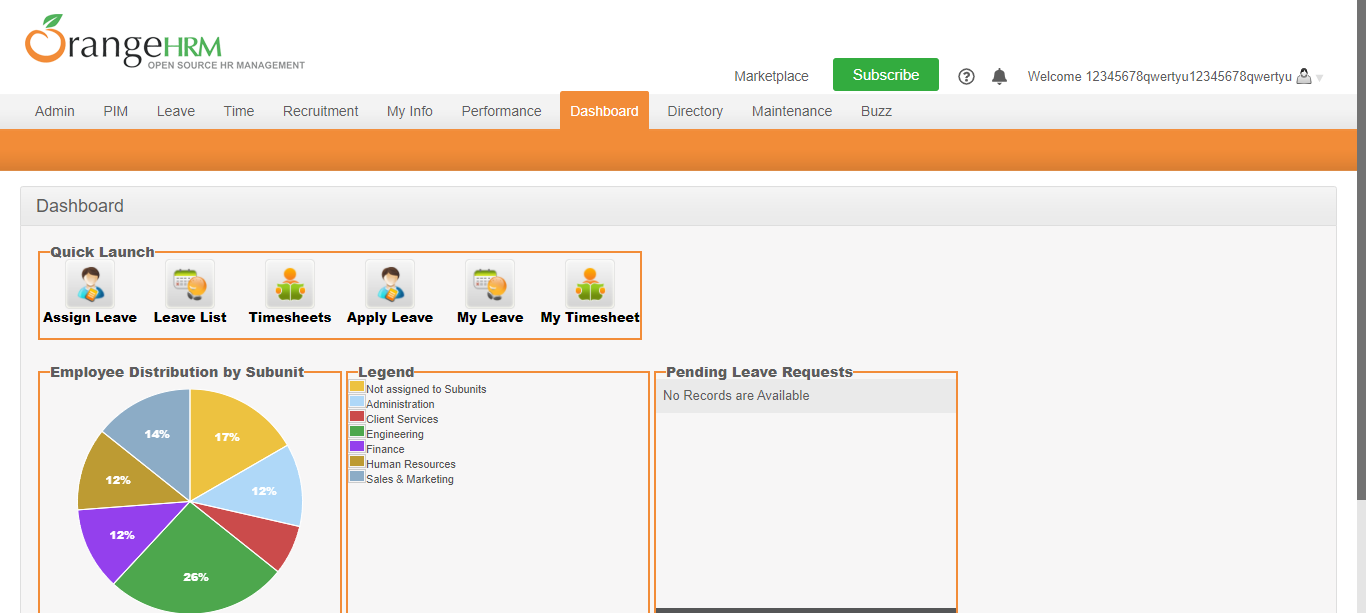 OrangeHRM
OPEN SOURCE HR MANAGEMENT
Marketplace Subscribe ? Welcome 12345678qwertyu12345678qwertyu
Admin PIM Leave Time Recruitment My Info Performance Dashboard Directory Maintenance Buzz
Dashboard
Quick Launch
Assign Leave Leave List Timesheets Apply Leave My Leave My Timesheet
Employee Distribution by Subunit
17%
12%
26%
12%
12%
14%
Legend
Not assigned to Subunits
Administration
Client Services
Engineering
Finance
Human Resources
Sales & Marketing
Pending Leave Requests
No Records are Available